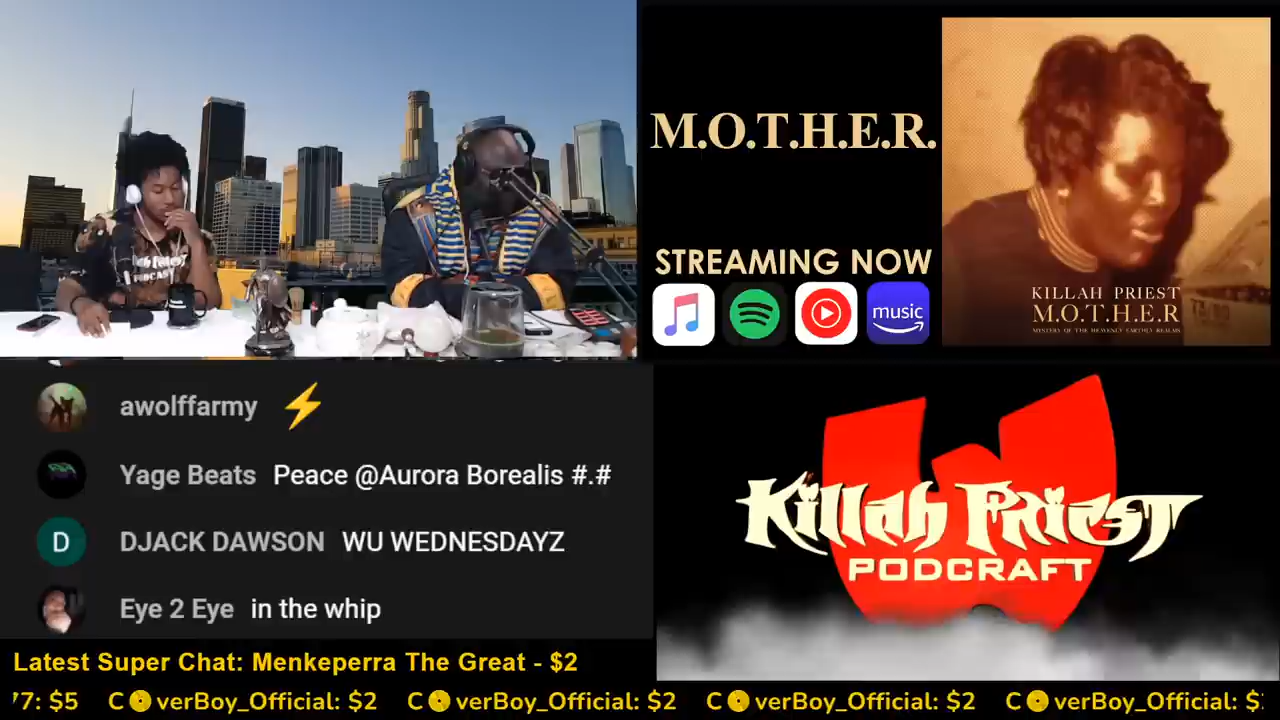 M.O.T.H.E.R.
STREAMING NOW
music
KILLAH PRIEST
M.O.T.H.E.R
MYSTERY OF THE HEAVENLY EARTHLY REALMS
awolffarmy ⚡
Yage Beats Peace @Aurora Borealis #.#
D DJACK DAWSON WU WEDNESDAYZ
Eye 2 Eye in the whip
Killah Priest
PODCRAFT
Latest Super Chat: Menkeperra The Great - $2
77: $5 C verBoy_Official: $2 C verBoy_Official: $2 C verBoy_Official: $2 C verBoy_Official: $